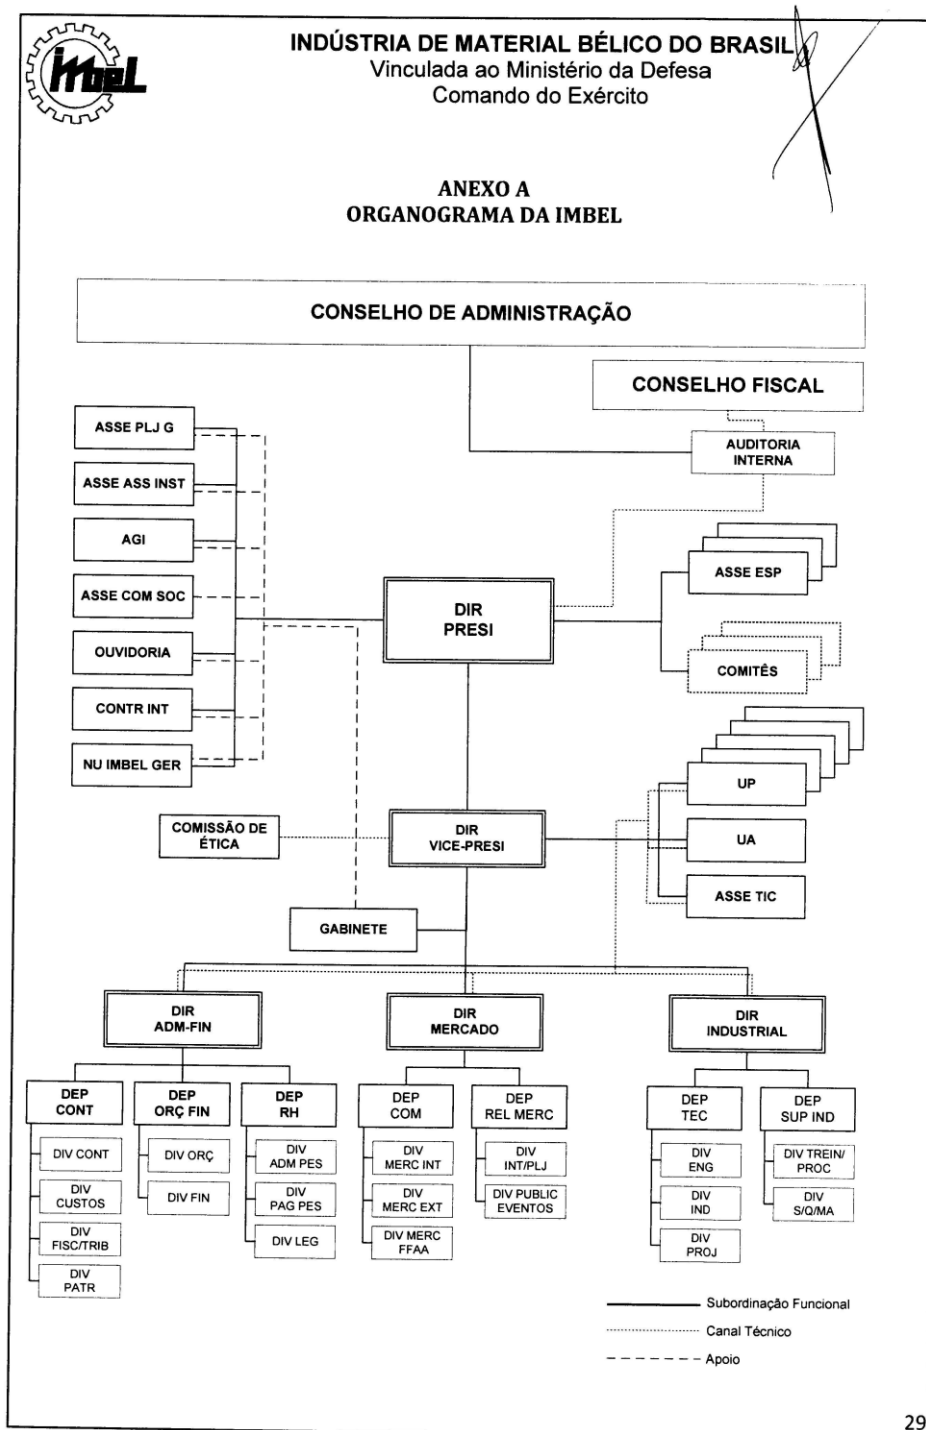 imbel
INDÚSTRIA DE MATERIAL BÉLICO DO BRASIL
Vinculada ao Ministério da Defesa
Comando do Exército
ANEXO A
ORGANOGRAMA DA IMBEL
CONSELHO DE ADMINISTRAÇÃO
CONSELHO FISCAL
AUDITORIA
INTERNA
ASSE PLJ G
ASSE ASS INST
AGI
ASSE COM SOC
OUVIDORIA
CONTR INT
NU IMBEL GER
DIR
PRESI
ASSE ESP
COMITÊS
UP
UA
ASSE TIC
COMISSÃO DE
ÉTICA
DIR
VICE-PRESI
GABINETE
DIR
ADM-FIN
DIR
MERCADO
DIR
INDUSTRIAL
DEP
CONT
DIV CONT
DIV
CUSTOS
DIV
FISC/TRIB
DIV
PATR
DEP
ORÇ FIN
DIV ORÇ
DIV FIN
DEP
RH
DIV
ADM PES
DIV
PAG PES
DIV LEG
DEP
COM
DIV
MERC INT
DIV
MERC EXT
DIV MERC
FFAA
DEP
REL MERC
DIV
INT/PLJ
DIV PUBLIC
EVENTOS
DEP
TEC
DIV
ENG
DIV
IND
DIV
PROJ
DEP
SUP IND
DIV TREIN/
PROC
DIV
S/Q/MA
Subordinação Funcional
Canal Técnico
Apoio
29